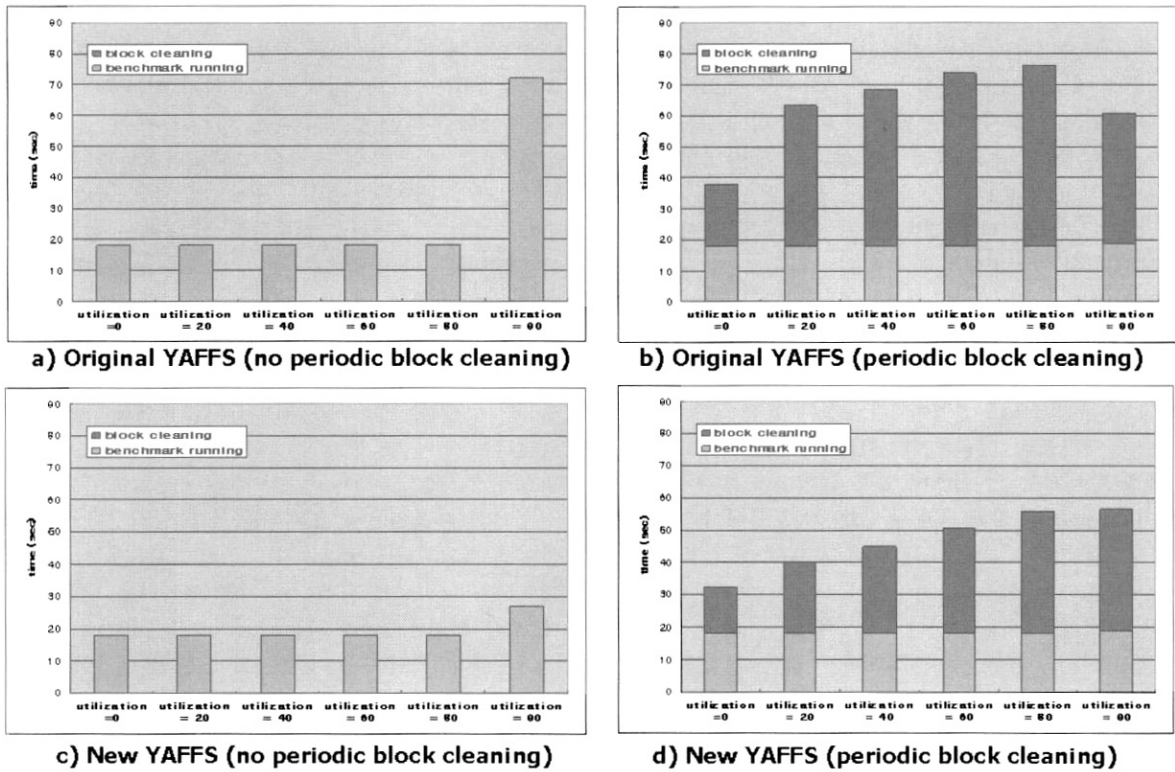 90
80
70
60
50
40
30
20
10
0
time (sec)
block cleaning
benchmark running
utilization =0
utilization = 20
utilization = 40
utilization = 60
utilization = 80
utilization = 90
a) Original YAFFS (no periodic block cleaning)
90
80
70
60
50
40
30
20
10
0
time (sec)
block cleaning
benchmark running
utilization =0
utilization = 20
utilization = 40
utilization = 60
utilization = 80
utilization = 90
b) Original YAFFS (periodic block cleaning)
90
80
70
60
50
40
30
20
10
0
time (sec)
block cleaning
benchmark running
utilization =0
utilization = 20
utilization = 40
utilization = 60
utilization = 80
utilization = 90
c) New YAFFS (no periodic block cleaning)
90
80
70
60
50
40
30
20
10
0
time (sec)
block cleaning
benchmark running
utilization =0
utilization = 20
utilization = 40
utilization = 60
utilization = 80
utilization = 90
d) New YAFFS (periodic block cleaning)